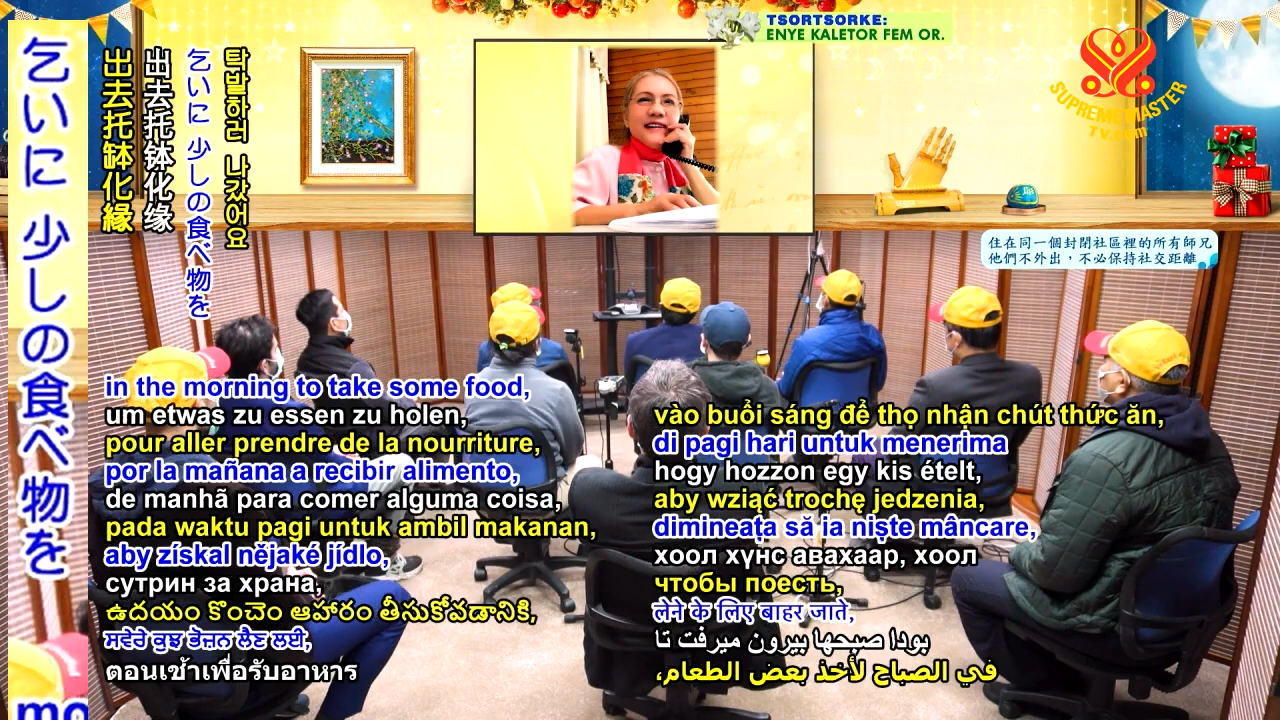 TSORTSORKE:
ENYE KALETOR FEM OR.
SUPREME MASTER
TV.com
乞いに 少しの食べ物を
出去托缽化緣
出去托钵化缘
乞いに 少しの食べ物を
탁발하러 나갔어요
住在同一個封閉社區裡的所有師兄
他們不外出，不必保持社交距離
in the morning to take some food,
um etwas zu essen zu holen,
pour aller prendre de la nourriture,
por la mañana a recibir alimento,
de manhã para comer alguma coisa,
pada waktu pagi untuk ambil makanan,
aby získal nějaké jídlo,
сутрин за храна,
ఉదయం కొంచెం ఆహారం తీసుకోవడానికి,
ਸਵੇਰੇ ਕੁਝ ਭੋਜਨ ਲੈਣ ਲਈ,
ตอนเช้าเพื่อรับอาหาร
vào buổi sáng để thọ nhận chút thức ăn,
di pagi hari untuk menerima
hogy hozzon egy kis ételt,
aby wziąć trochę jedzenia,
dimineața să ia niște mâncare,
хоол хүнс авахаар, хоол
чтобы поесть,
लेने के लिए बाहर जाते,
بودا صبحها بیرون میرفت تا
في الصباح لأخذ بعض الطعام،
mo